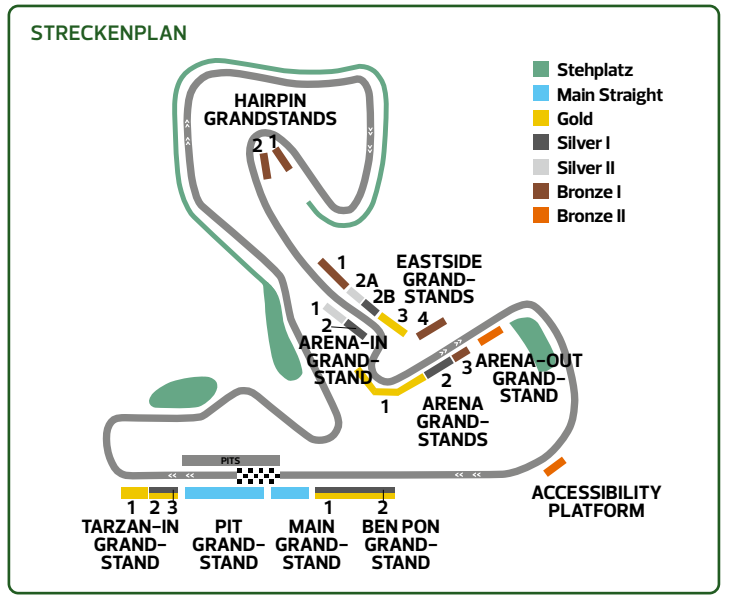 STRECKENPLAN
Stehplatz
Main Straight
Gold
Silver I
Silver II
Bronze I
Bronze II
HAIRPIN
GRANDSTANDS
2 1
1
2A
2B
3
4
EASTSIDE
GRAND-
STANDS
1
2
ARENA-IN
GRAND-
STAND
1
2
3
ARENA
GRAND-
STANDS
ARENA-OUT
GRAND-
STAND
ACCESSIBILITY
PLATFORM
PITS
1 2 3
TARZAN-IN
GRAND-
STAND
PIT
GRAND-
STAND
MAIN
GRAND-
STAND
1 2
BEN PON
GRAND-
STAND